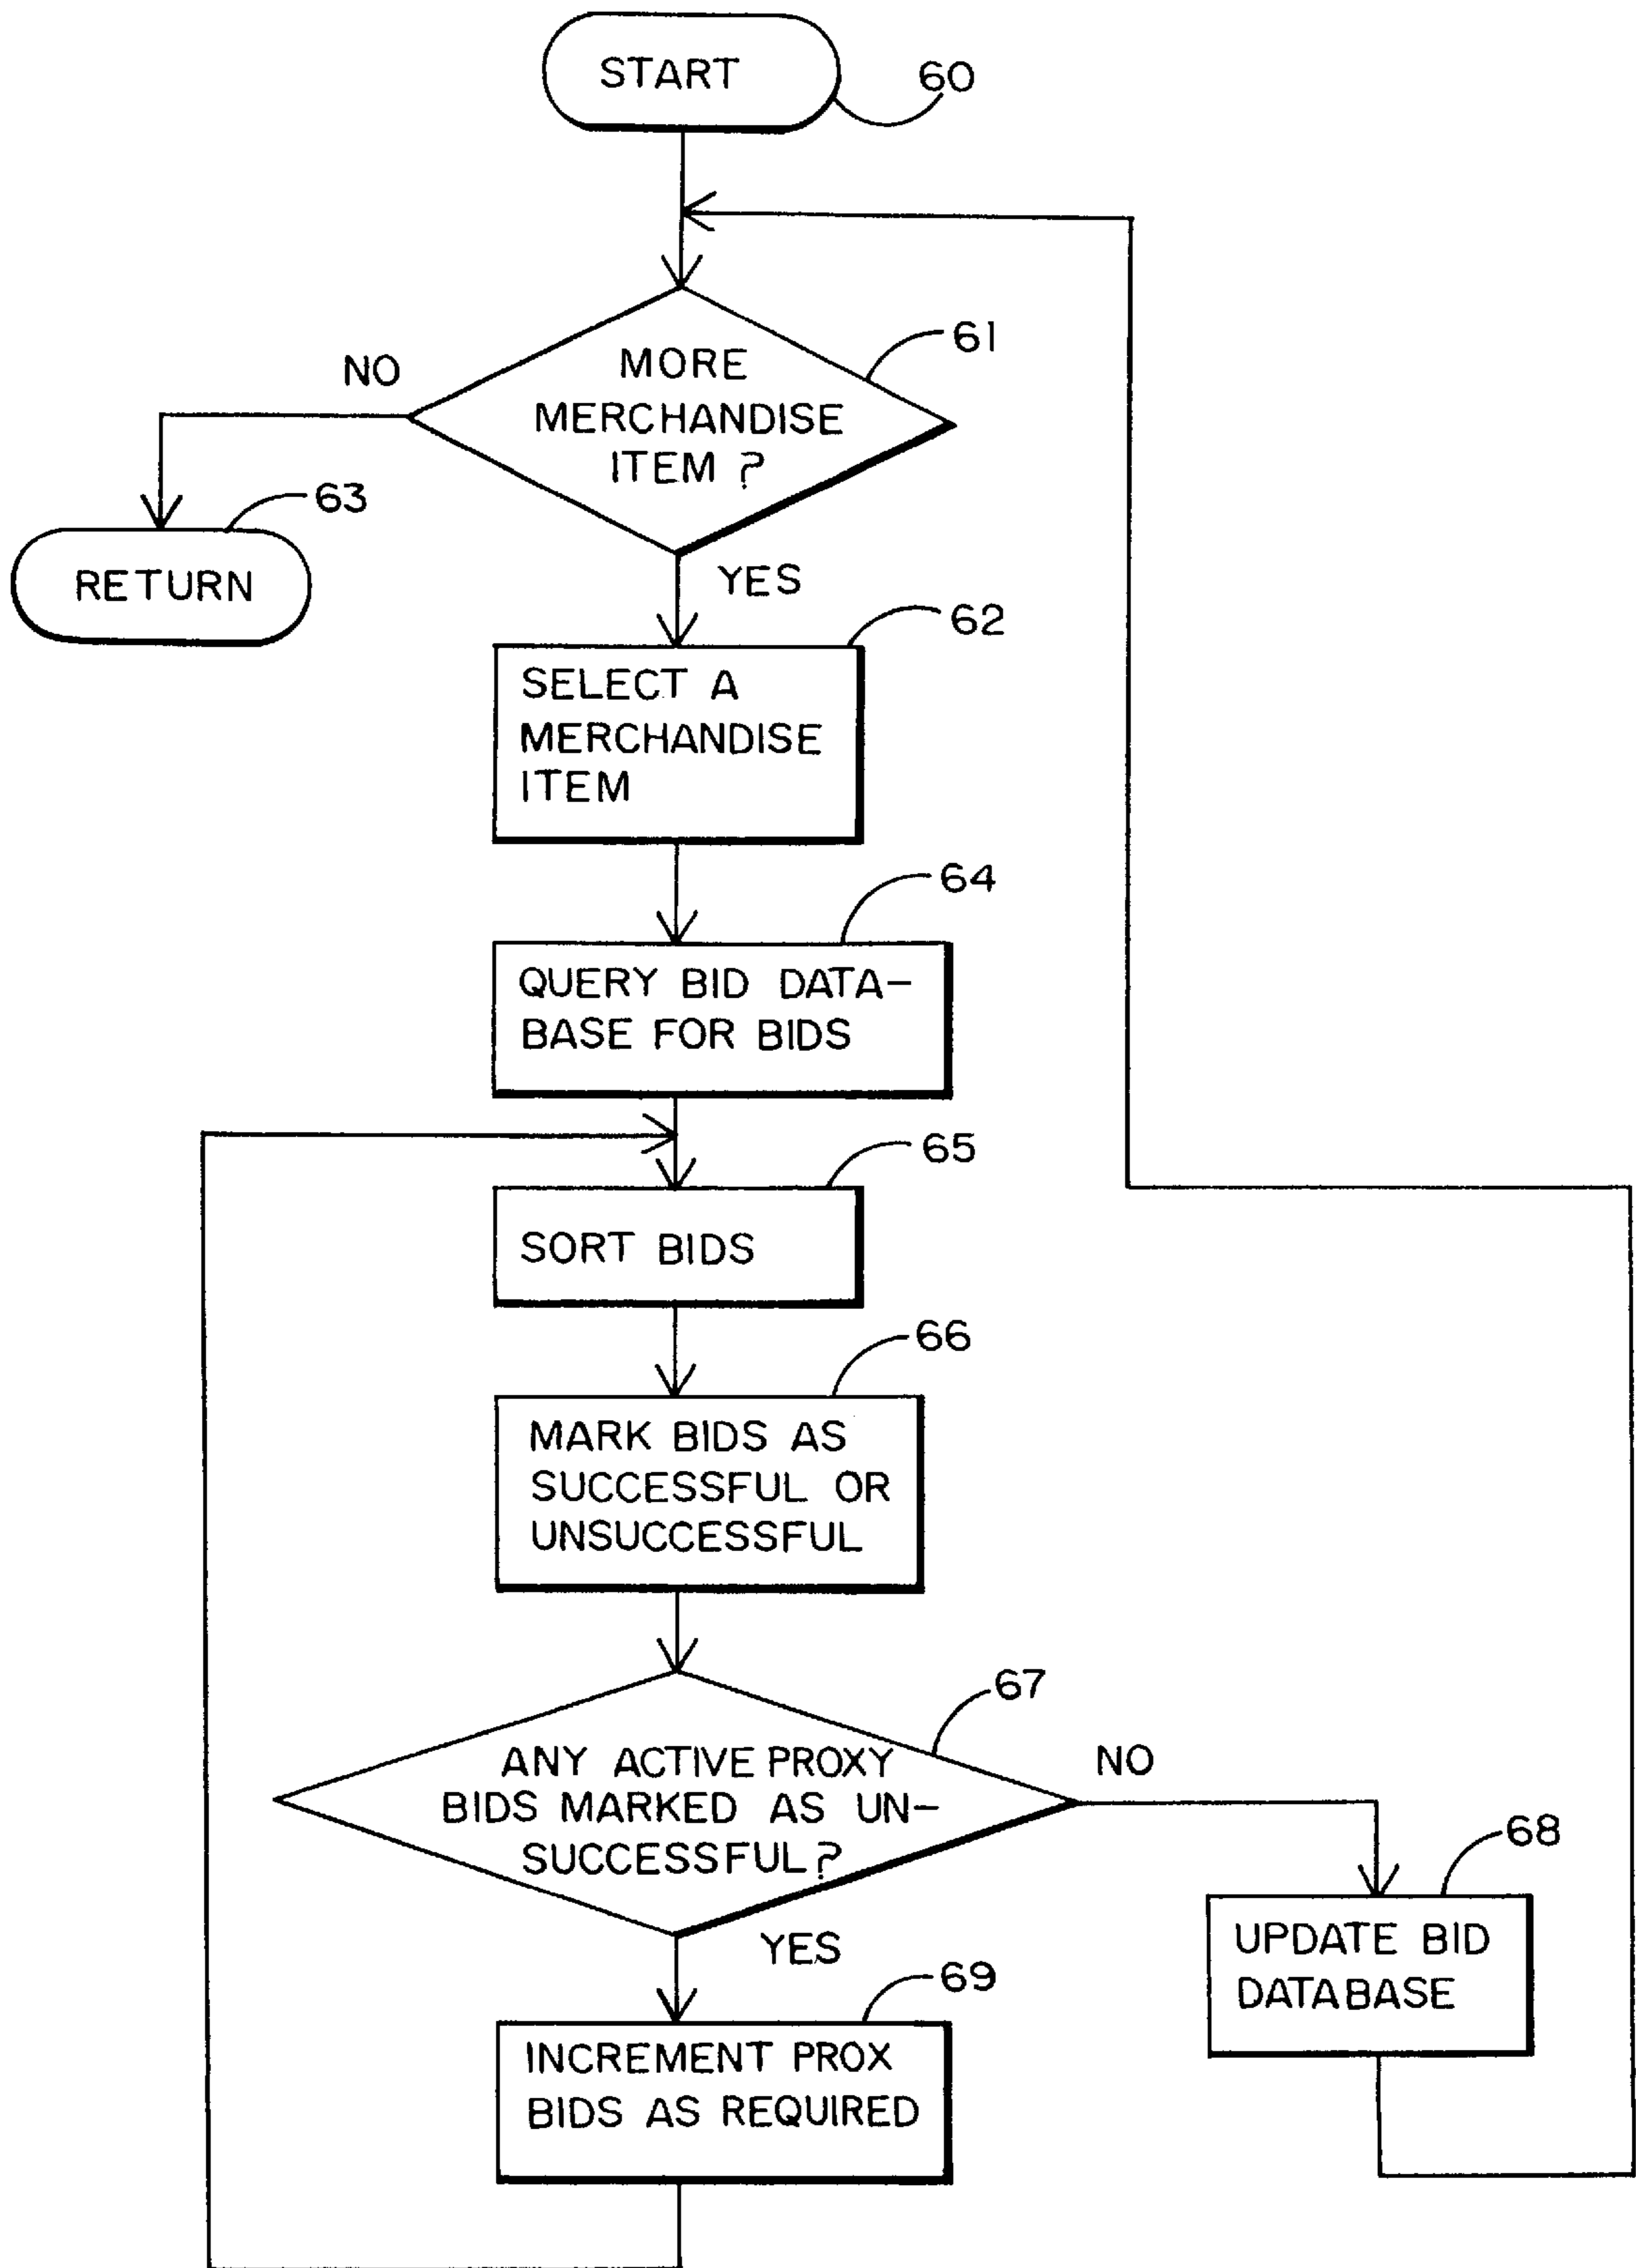 START
60
61
MORE
MERCHANDISE
ITEM ?
NO
63
RETURN
YES
62
SELECT A
MERCHANDISE
ITEM
64
QUERY BID DATA-
BASE FOR BIDS
65
SORT BIDS
66
MARK BIDS AS
SUCCESSFUL OR
UNSUCCESSFUL
67
ANY ACTIVE PROXY
BIDS MARKED AS UN-
SUCCESSFUL?
NO
68
UPDATE BID
DATABASE
YES
69
INCREMENT PROX
BIDS AS REQUIRED